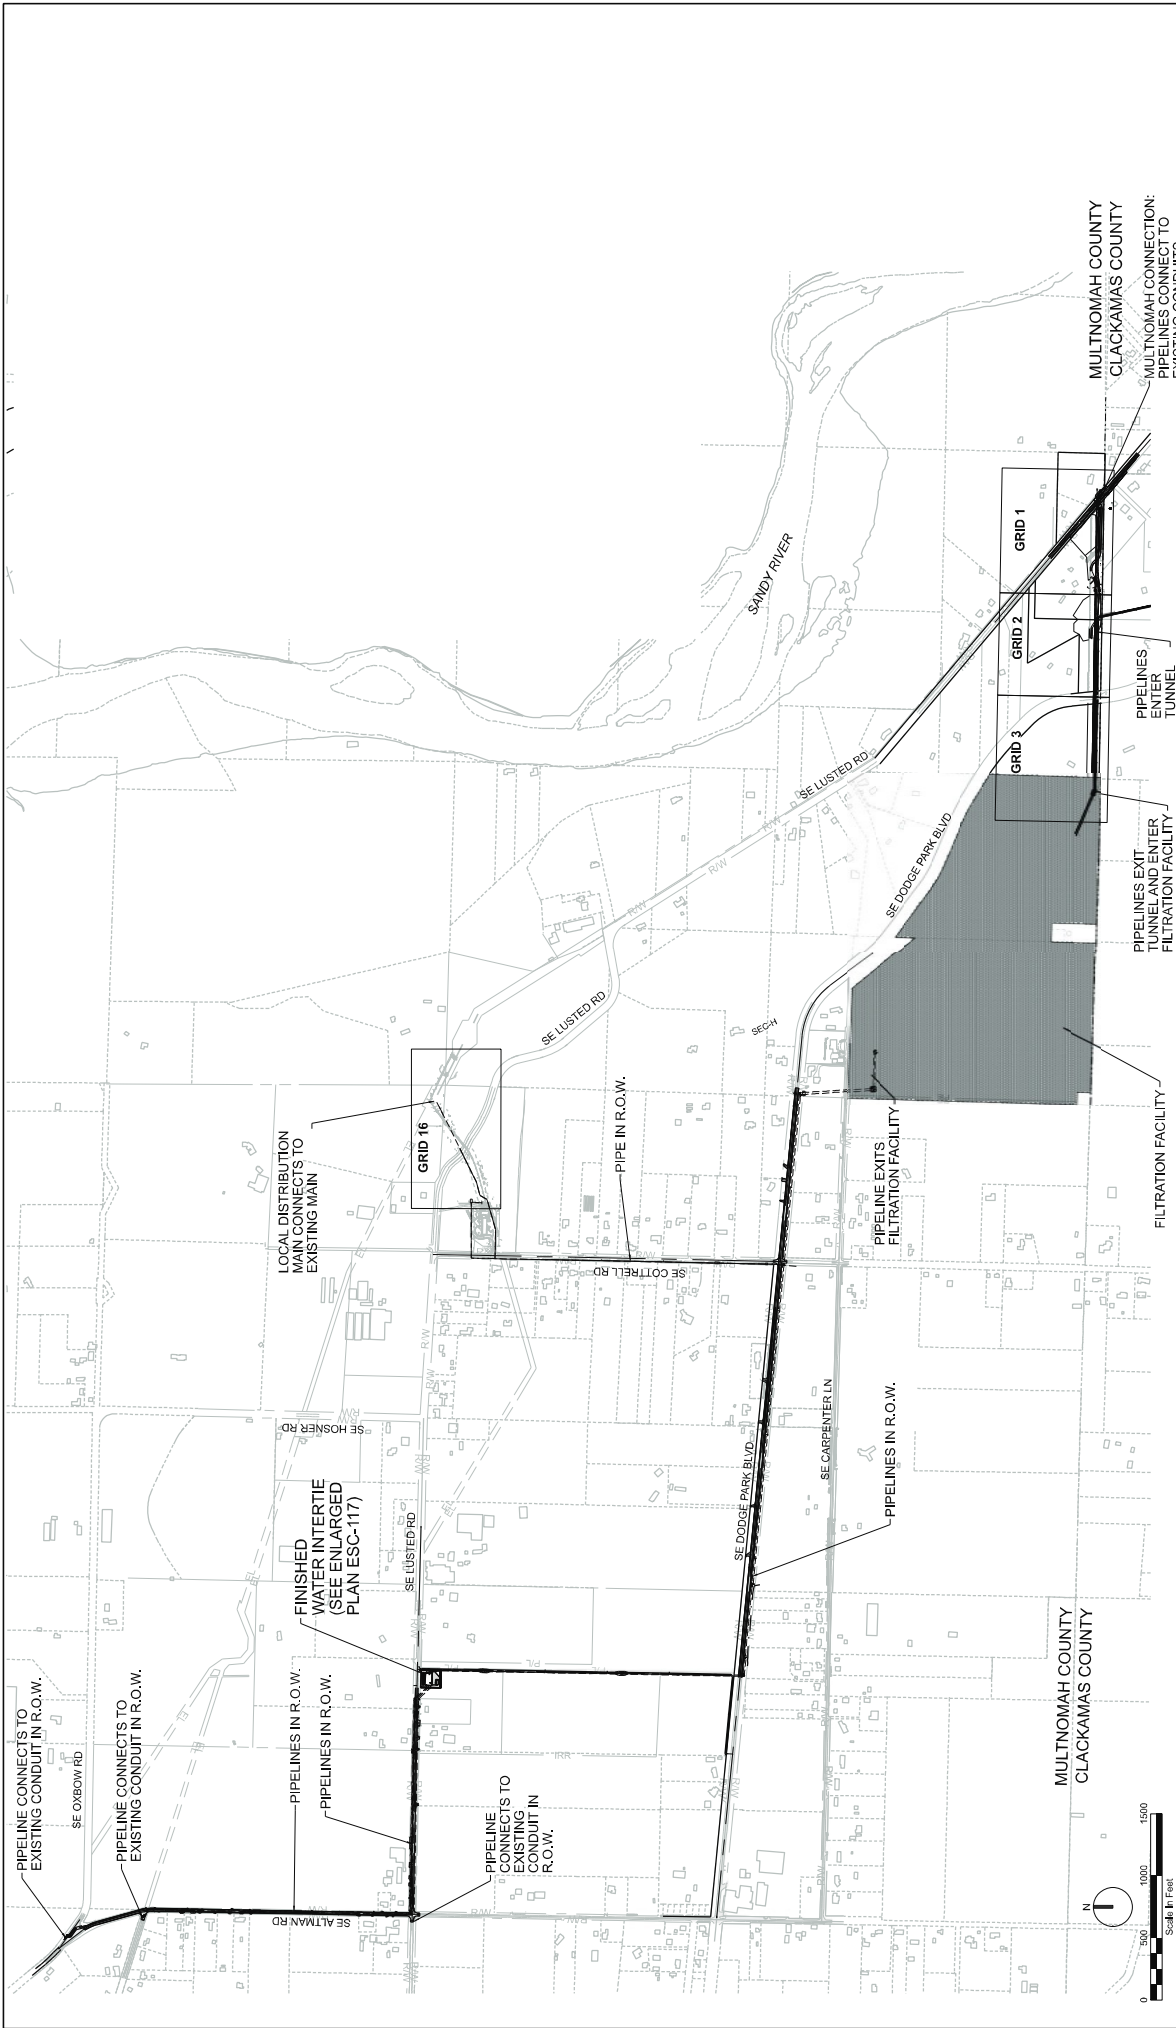 PIPELINE CONNECTS TO
EXISTING CONDUIT IN R.O.W.
SE OXBOW RD
PIPELINE CONNECTS TO
EXISTING CONDUIT IN R.O.W.
PIPELINES IN R.O.W.
PIPELINES IN R.O.W.
SE ALTMAN RD
PIPELINE
CONNECTS TO
EXISTING
CONDUIT IN
R.O.W.
FINISHED
WATER INTERTIE
(SEE ENLARGED
PLAN ESC-117)
SE LUSTED RD
SE HOSNER RD
LOCAL DISTRIBUTION
MAIN CONNECTS TO
EXISTING MAIN
GRID 16
SE COTTRELL RD
PIPE IN R.O.W.
SE LUSTED RD
SE LUSTED RD
SANDY RIVER
SEC-H
SE DODGE PARK BLVD
SE DODGE PARK BLVD
SE CARPENTER LN
PIPELINES IN R.O.W.
PIPELINE EXITS
FILTRATION FACILITY
FILTRATION FACILITY
PIPELINES EXIT
TUNNEL AND ENTER
FILTRATION FACILITY
PIPELINES
ENTER
TUNNEL
GRID 3
GRID 2
GRID 1
MULTNOMAH COUNTY
CLACKAMAS COUNTY
MULTNOMAH CONNECTION:
PIPELINES CONNECT TO
EXISTING CONDUITS
MULTNOMAH COUNTY
CLACKAMAS COUNTY
P/L
IRR
R/W
R/W
R/W
R/W
R/W
N
0 500 1000 1500
Scale In Feet